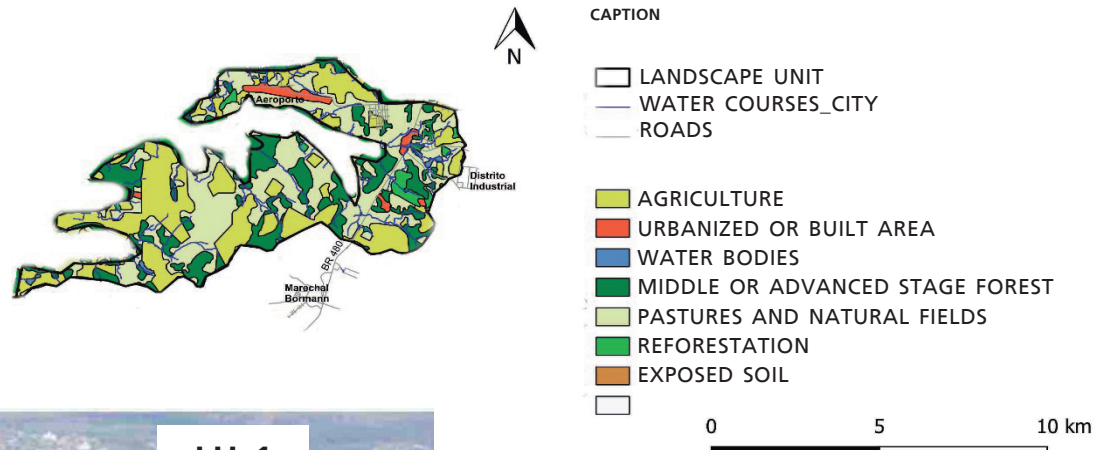 CAPTION
N
LANDSCAPE UNIT
WATER COURSES_CITY
ROADS
Aeroporto
Distrito
Industrial
AGRICULTURE
URBANIZED OR BUILT AREA
WATER BODIES
BR 480
MIDDLE OR ADVANCED STAGE FOREST
Marechal
Bormann
PASTURES AND NATURAL FIELDS
REFORESTATION
EXPOSED SOIL
0 5 10 km